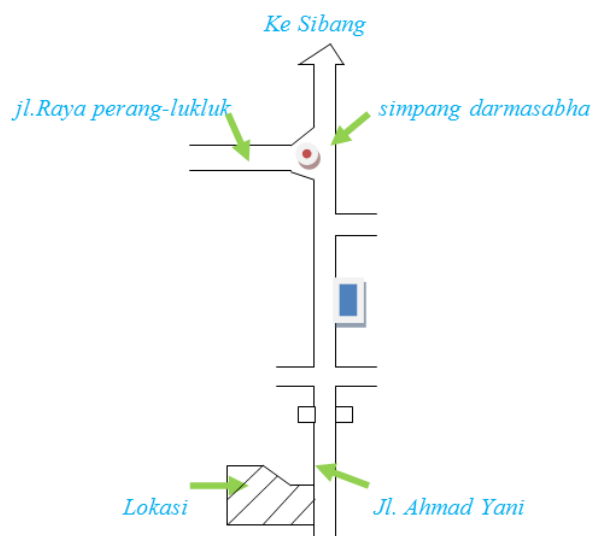 Ke Sibang
jl.Raya perang-lukluk
simpang darmasabha
Lokasi
Jl. Ahmad Yani